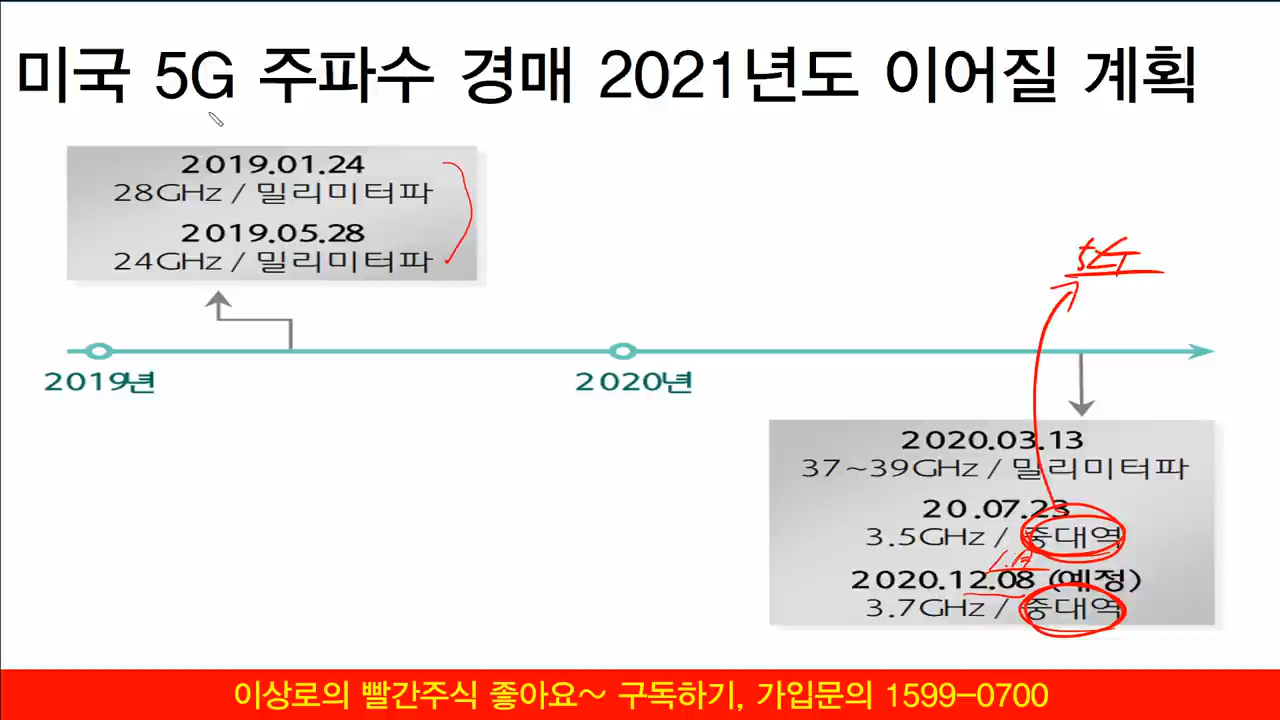 미국 5G 주파수 경매 2021년도 이어질 계획
2019.01.24
28GHz / 밀리미터파
2019.05.28
24GHz / 밀리미터파
2019년
2020년
2020.03.13
37~39GHz / 밀리미터파
20.07.23
3.5GHz / 중대역
2020.12.08 (예정)
3.7GHz / 중대역
이상로의 빨간주식 좋아요~ 구독하기, 가입문의 1599-0700